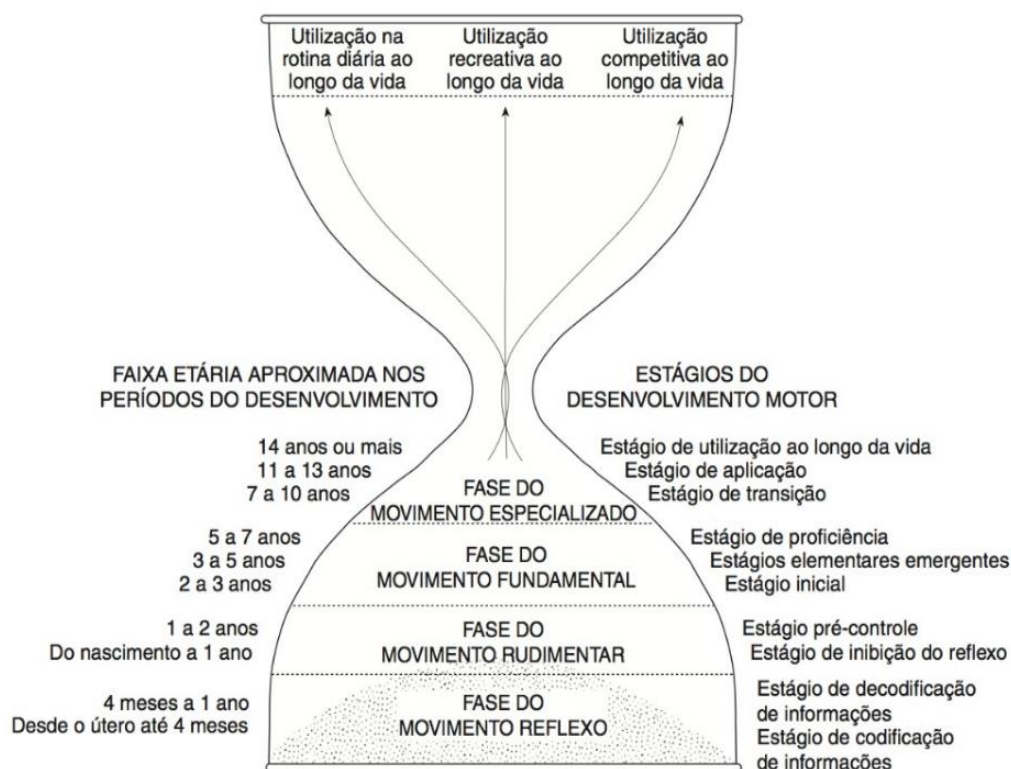 Utilização na
rotina diária ao
longo da vida
Utilização
recreativa ao
longo da vida
Utilização
competitiva ao
longo da vida
FAIXA ETÁRIA APROXIMADA NOS
PERÍODOS DO DESENVOLVIMENTO
ESTÁGIOS DO
DESENVOLVIMENTO MOTOR
14 anos ou mais
11 a 13 anos
7 a 10 anos
FASE DO
MOVIMENTO ESPECIALIZADO
Estágio de utilização ao longo da vida
Estágio de aplicação
Estágio de transição
5 a 7 anos
3 a 5 anos
2 a 3 anos
FASE DO
MOVIMENTO FUNDAMENTAL
Estágio de proficiência
Estágios elementares emergentes
Estágio inicial
1 a 2 anos
Do nascimento a 1 ano
FASE DO
MOVIMENTO RUDIMENTAR
Estágio pré-controle
Estágio de inibição do reflexo
4 meses a 1 ano
Desde o útero até 4 meses
FASE DO
MOVIMENTO REFLEXO
Estágio de decodificação
de informações
Estágio de codificação
de informações